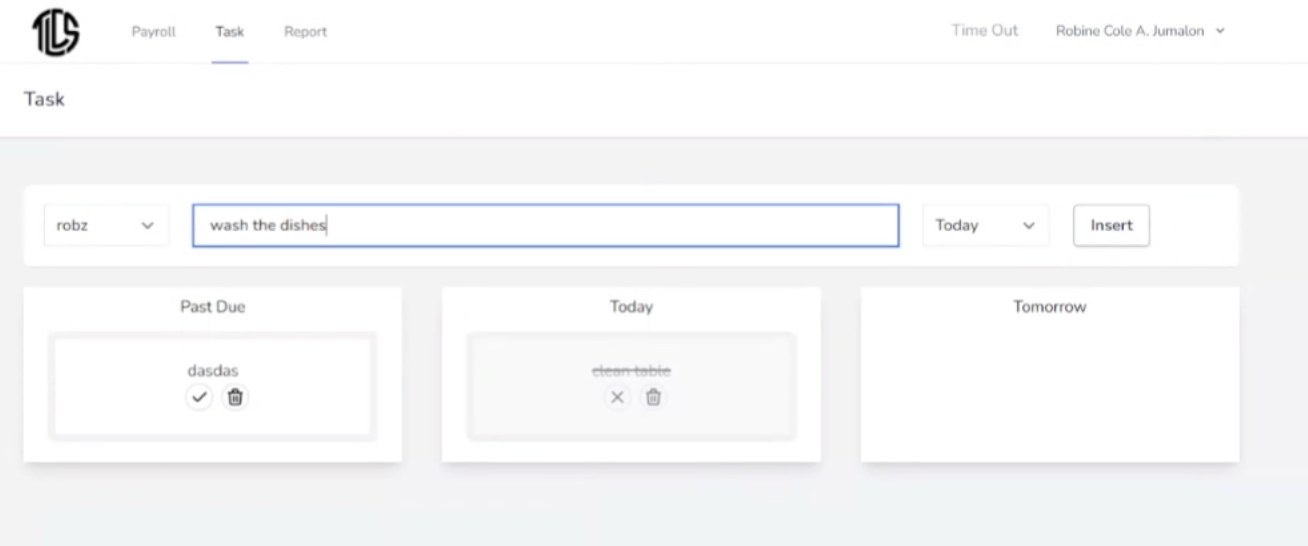 TLCS Payroll Task Report Time Out Robine Cole A. Jumalon
Task
robz wash the dishes Today Insert
Past Due Today Tomorrow
dasdas clean table